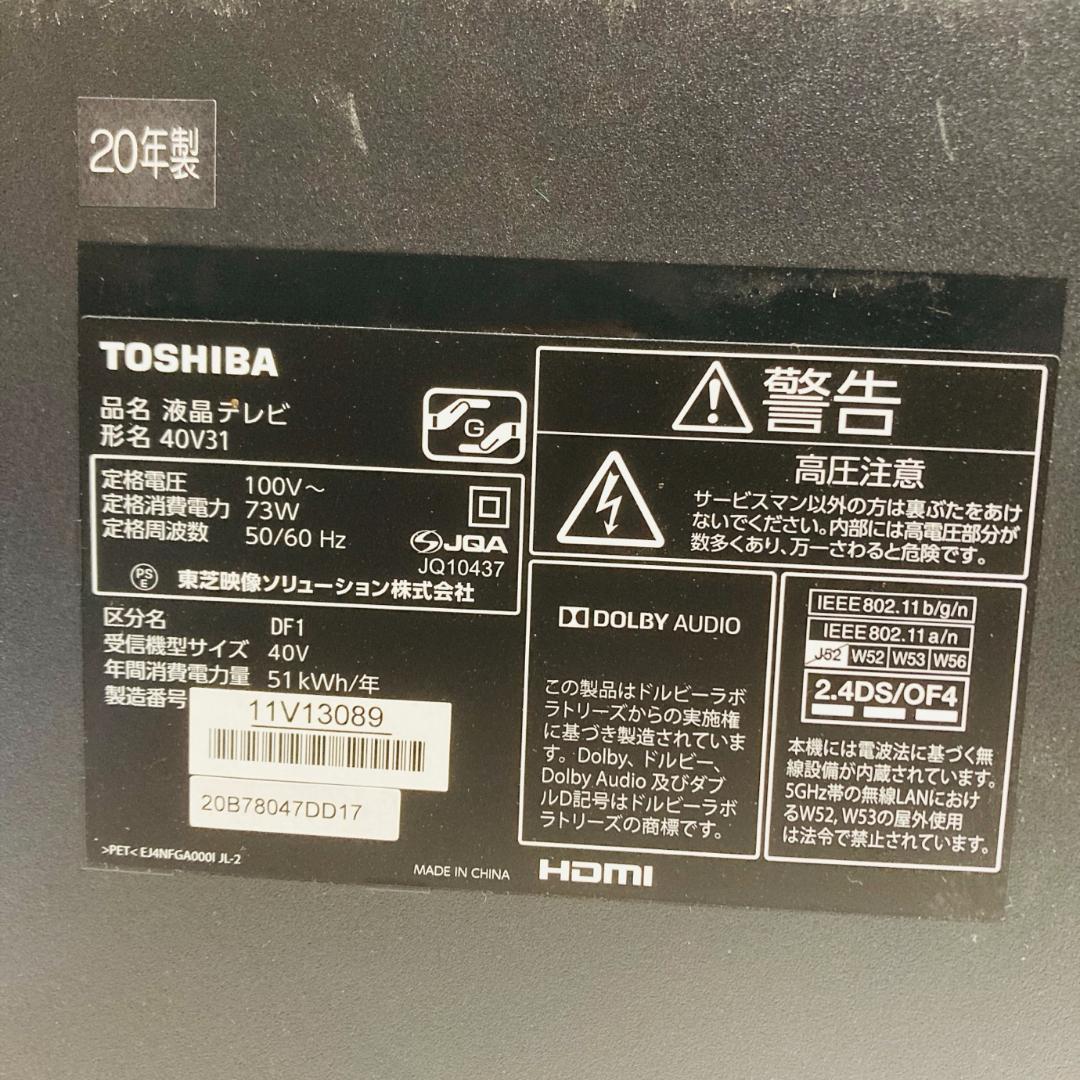 20年製
TOSHIBA
品名 液晶テレビ
形名 40V31
G
定格電圧 100V～
定格消費電力 73W
定格周波数 50/60 Hz
JQA
JQ10437
PS
E
東芝映像ソリューション株式会社
区分名 DF1
受信機型サイズ 40V
年間消費電力量 51kWh/年
製造番号
11V13089
20B78047DD17
>PET< EJ4NFGA000I JL-2
MADE IN CHINA
警告
高圧注意
サービスマン以外の方は裏ぶたをあけ
ないでください。内部には高電圧部分が
数多くあり、万一さわると危険です。
DOLBY AUDIO
この製品はドルビーラボ
ラトリーズからの実施権
に基づき製造されていま
す。Dolby、ドルビー、
Dolby Audio 及びダブ
ルD記号はドルビーラボ
ラトリーズの商標です。
HDMI
IEEE802.11b/g/n
IEEE802.11a/n
J52 W52 W53 W56
2.4DS/OF4
本機には電波法に基づく無
線設備が内蔵されています。
5GHz帯の無線LANにおけ
るW52, W53の屋外使用
は法令で禁止されています。